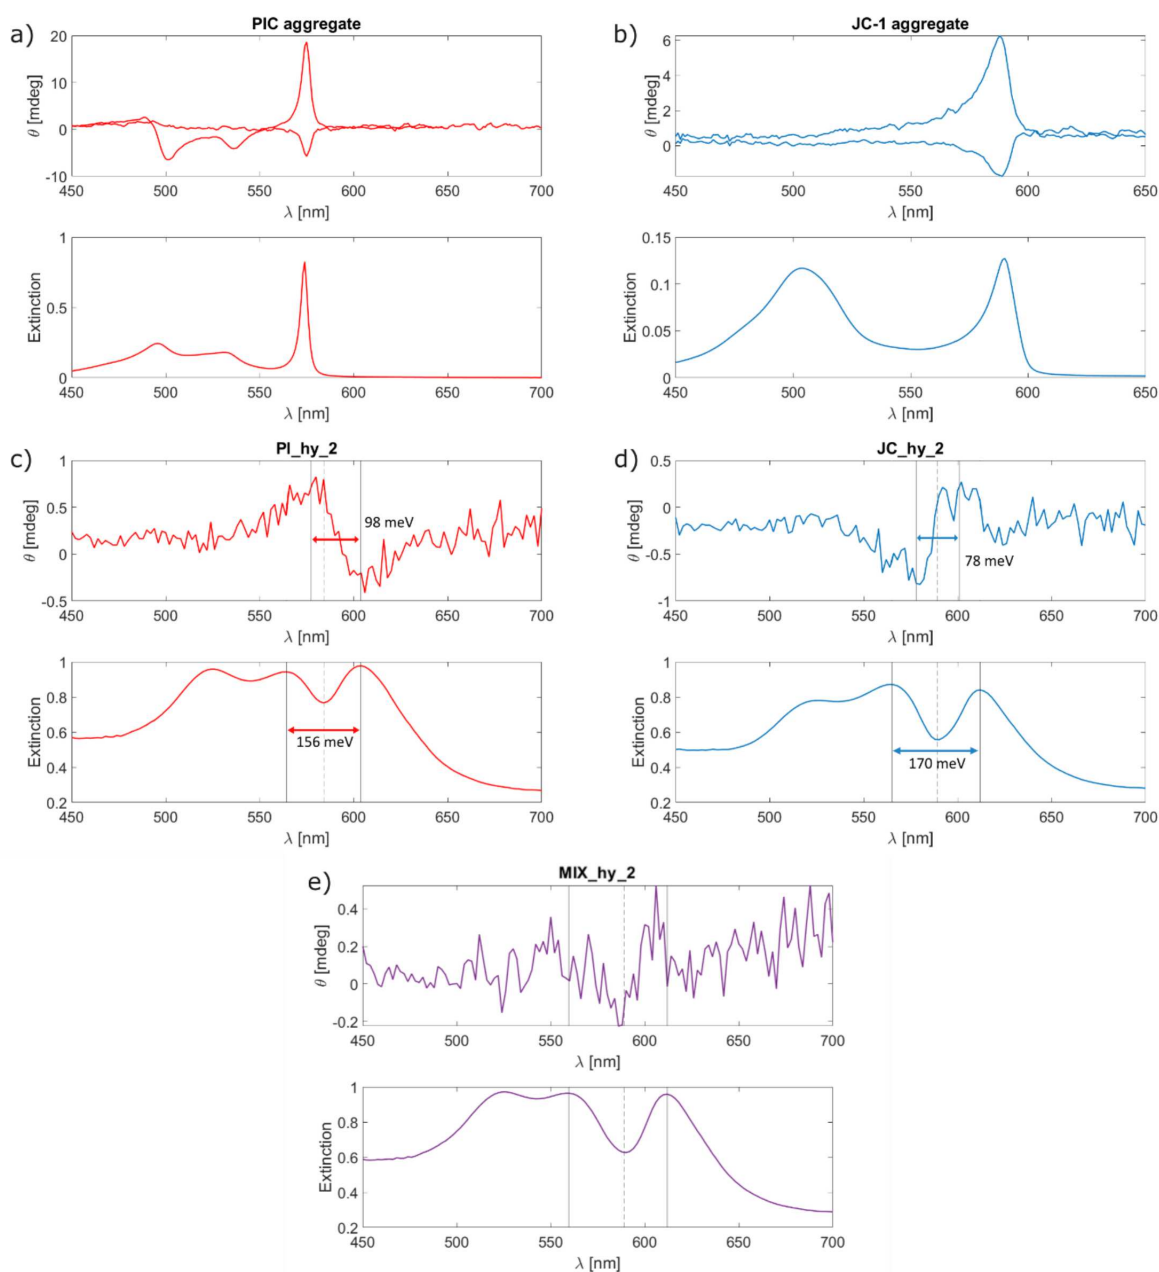 a)
PIC aggregate
20
10
0
-10
θ [mdeg]
450 500 550 600 650 700
λ [nm]
1
0.5
0
Extinction
450 500 550 600 650 700
λ [nm]
b)
JC-1 aggregate
6
4
2
0
θ [mdeg]
450 500 550 600 650
λ [nm]
0.15
0.1
0.05
0
Extinction
450 500 550 600 650
λ [nm]
c)
PI_hy_2
1
0.5
0
-0.5
θ [mdeg]
98 meV
450 500 550 600 650 700
λ [nm]
1
0.8
0.6
0.4
0.2
Extinction
156 meV
450 500 550 600 650 700
λ [nm]
d)
JC_hy_2
0.5
0
-0.5
-1
θ [mdeg]
78 meV
450 500 550 600 650 700
λ [nm]
1
0.8
0.6
0.4
0.2
Extinction
170 meV
450 500 550 600 650 700
λ [nm]
e)
MIX_hy_2
0.4
0.2
0
-0.2
θ [mdeg]
450 500 550 600 650 700
λ [nm]
1
0.8
0.6
0.4
0.2
Extinction
450 500 550 600 650 700
λ [nm]